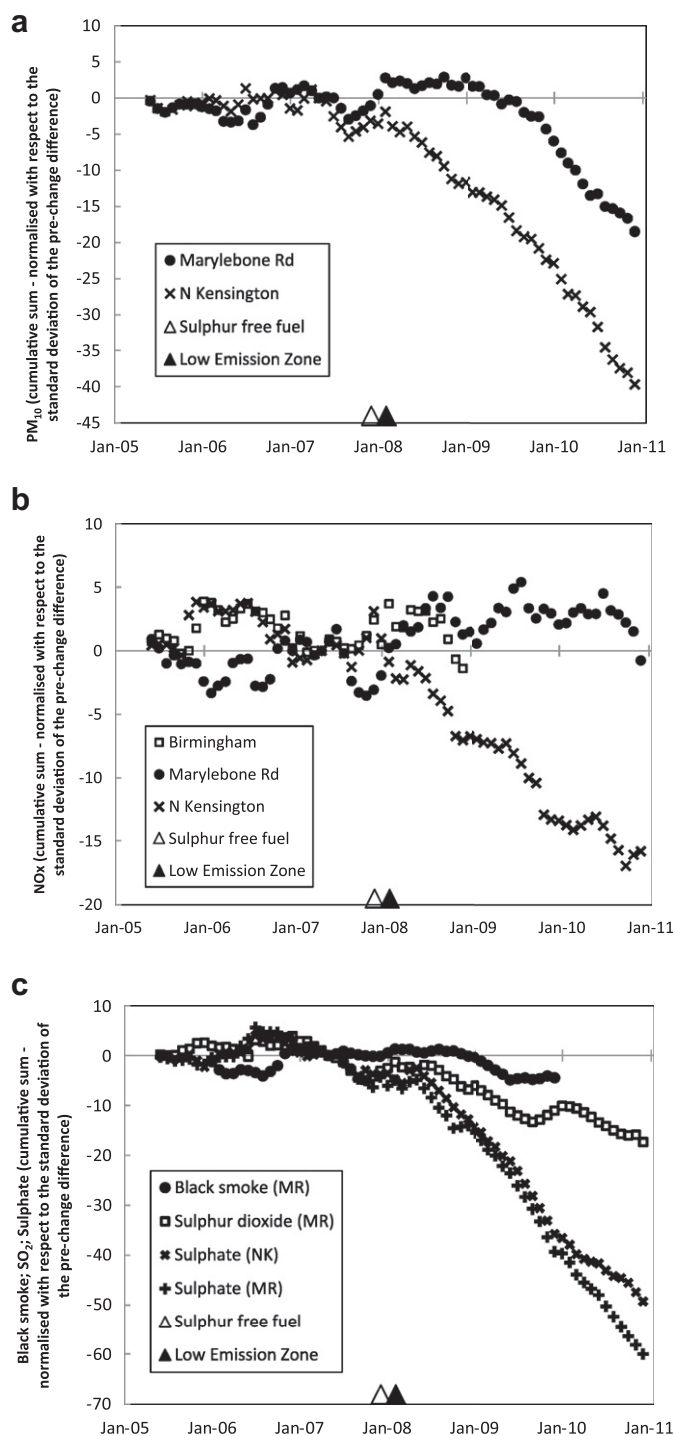 a
PM10 (cumulative sum - normalised with respect to the
standard deviation of the pre-change difference)
10
5
0
-5
-10
-15
-20
-25
-30
-35
-40
-45
Marylebone Rd
N Kensington
Sulphur free fuel
Low Emission Zone
Jan-05 Jan-06 Jan-07 Jan-08 Jan-09 Jan-10 Jan-11
b
NOx (cumulative sum - normalised with respect to the
standard deviation of the pre-change difference)
10
5
0
-5
-10
-15
-20
Birmingham
Marylebone Rd
N Kensington
Sulphur free fuel
Low Emission Zone
Jan-05 Jan-06 Jan-07 Jan-08 Jan-09 Jan-10 Jan-11
c
Black smoke; SO2; Sulphate (cumulative sum -
normalised with respect to the standard deviation of
the pre-change difference)
10
0
-10
-20
-30
-40
-50
-60
-70
Black smoke (MR)
Sulphur dioxide (MR)
Sulphate (NK)
Sulphate (MR)
Sulphur free fuel
Low Emission Zone
Jan-05 Jan-06 Jan-07 Jan-08 Jan-09 Jan-10 Jan-11